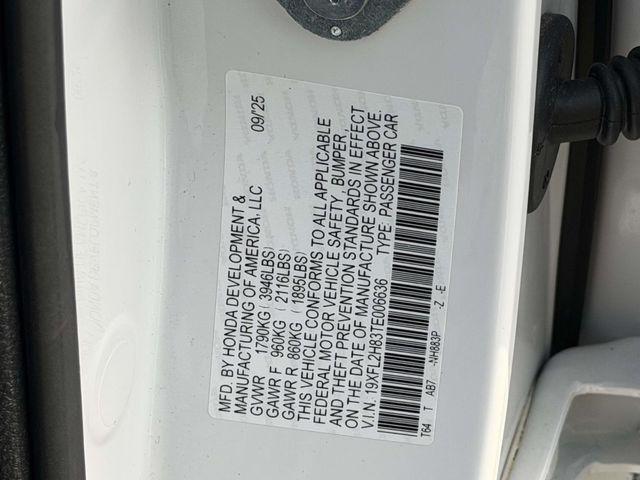 MFD. BY HONDA DEVELOPMENT &
MANUFACTURING OF AMERICA, LLC 09/25
GVWR 1790KG (3946LBS)
GAWR F 960KG (2116LBS)
GAWR R 860KG (1895LBS)
THIS VEHICLE CONFORMS TO ALL APPLICABLE
FEDERAL MOTOR VEHICLE SAFETY, BUMPER,
AND THEFT PREVENTION STANDARDS IN EFFECT
ON THE DATE OF MANUFACTURE SHOWN ABOVE.
V.I.N. 19XFL2H83TE006636 TYPE: PASSENGER CAR
T64 T AB7 -NH883P -Z -E